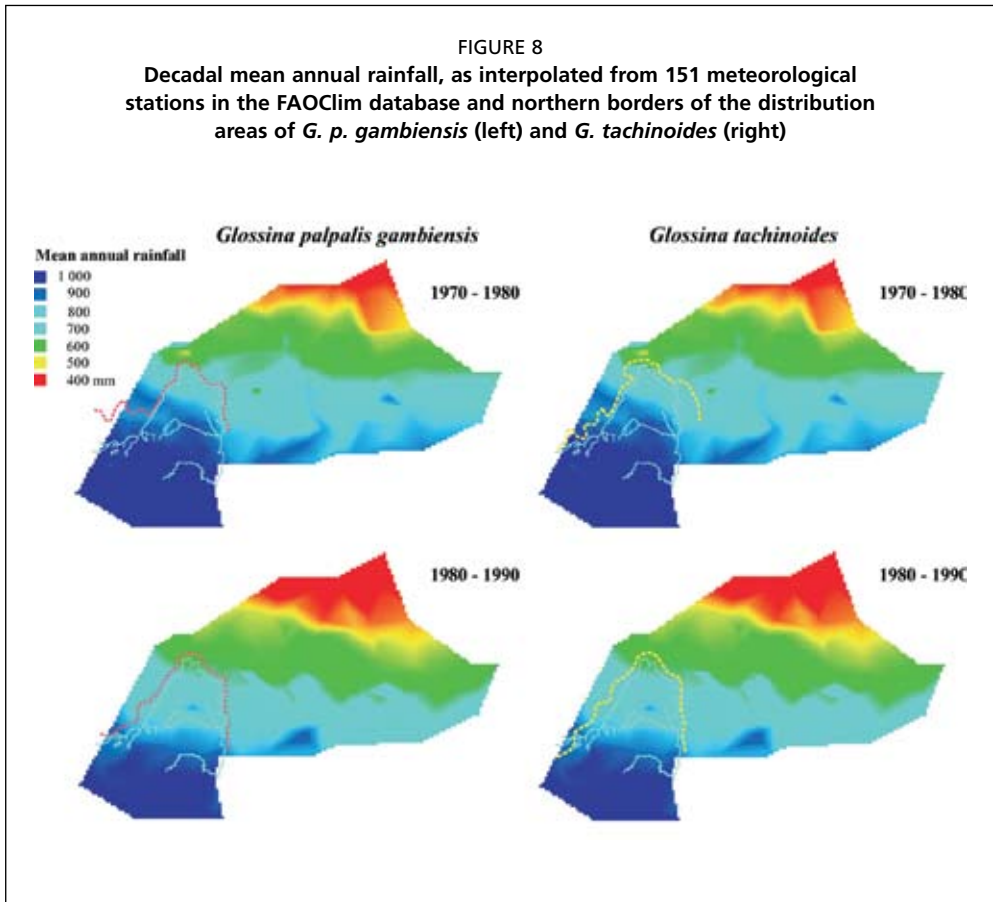 FIGURE 8
Decadal mean annual rainfall, as interpolated from 151 meteorological
stations in the FAOClim database and northern borders of the distribution
areas of G. p. gambiensis (left) and G. tachinoides (right)
Glossina palpalis gambiensis
Glossina tachinoides
Mean annual rainfall
1 000
900
800
700
600
500
400 mm
1970 - 1980
1970 - 1980
1980 - 1990
1980 - 1990